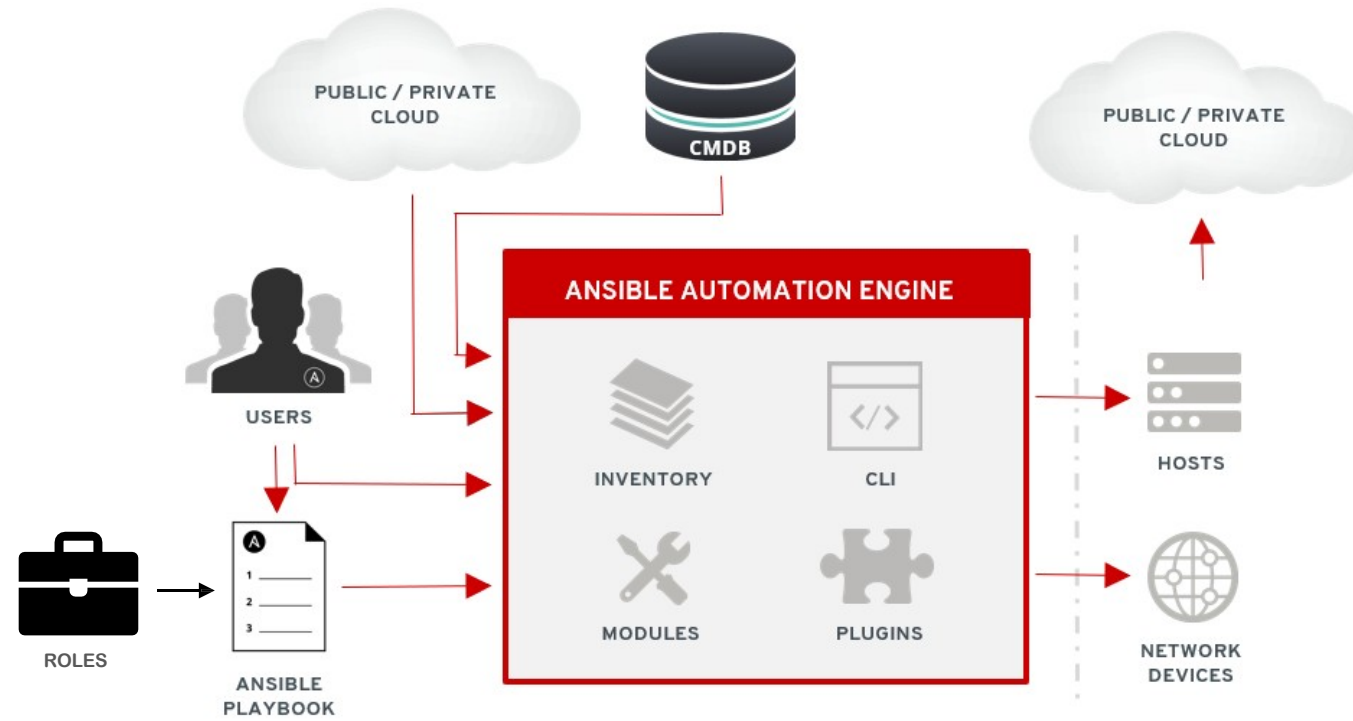 PUBLIC / PRIVATE
CLOUD
CMDB
PUBLIC / PRIVATE
CLOUD
ANSIBLE AUTOMATION ENGINE
A
USERS
</>
INVENTORY
CLI
HOSTS
A
1
2
3
MODULES
PLUGINS
ROLES
ANSIBLE
PLAYBOOK
NETWORK
DEVICES